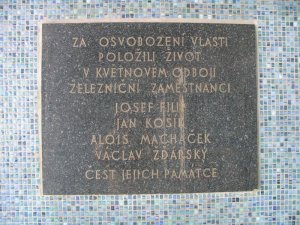 ZA OSVOBOZENÍ VLASTI
POLOŽILI ŽIVOT
V KVĚTNOVÉM ODBOJI
ŽELEZNIČNÍ ZAMĚSTNANCI
JOSEF FILIP
JAN KOSÍK
ALOIS MACHÁČEK
VÁCLAV ŽĎÁRSKÝ
ČEST JEJICH PAMÁTCE